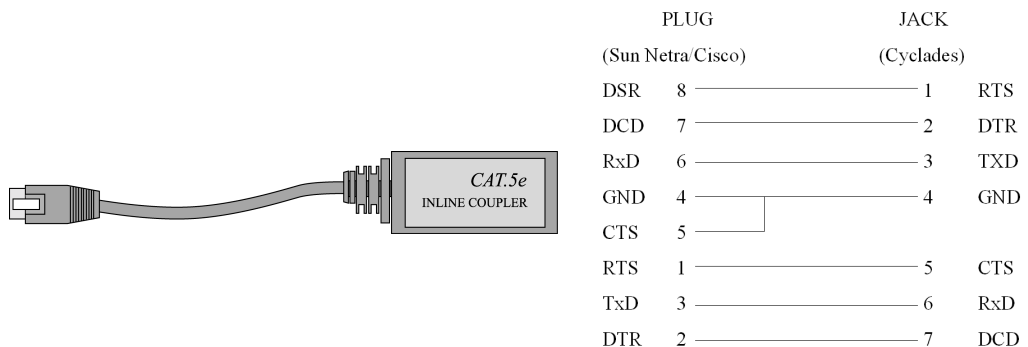 PLUG JACK
(Sun Netra/Cisco) (Cyclades)
DSR 8 1 RTS
DCD 7 2 DTR
RxD 6 3 TXD
GND 4 4 GND
CTS 5
RTS 1 5 CTS
TxD 3 6 RxD
DTR 2 7 DCD
CAT.5e
INLINE COUPLER